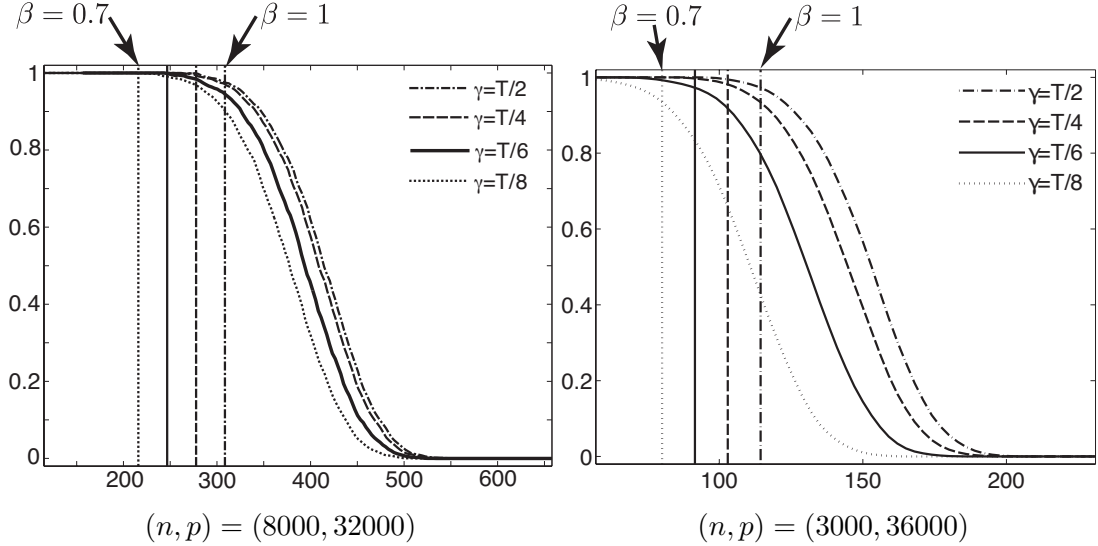 β = 0.7
β = 1
1
0.8
0.6
0.4
0.2
0
γ=T/2
γ=T/4
γ=T/6
γ=T/8
200 300 400 500 600
(n, p) = (8000, 32000)
β = 0.7
β = 1
1
0.8
0.6
0.4
0.2
0
γ=T/2
γ=T/4
γ=T/6
γ=T/8
100 150 200
(n, p) = (3000, 36000)